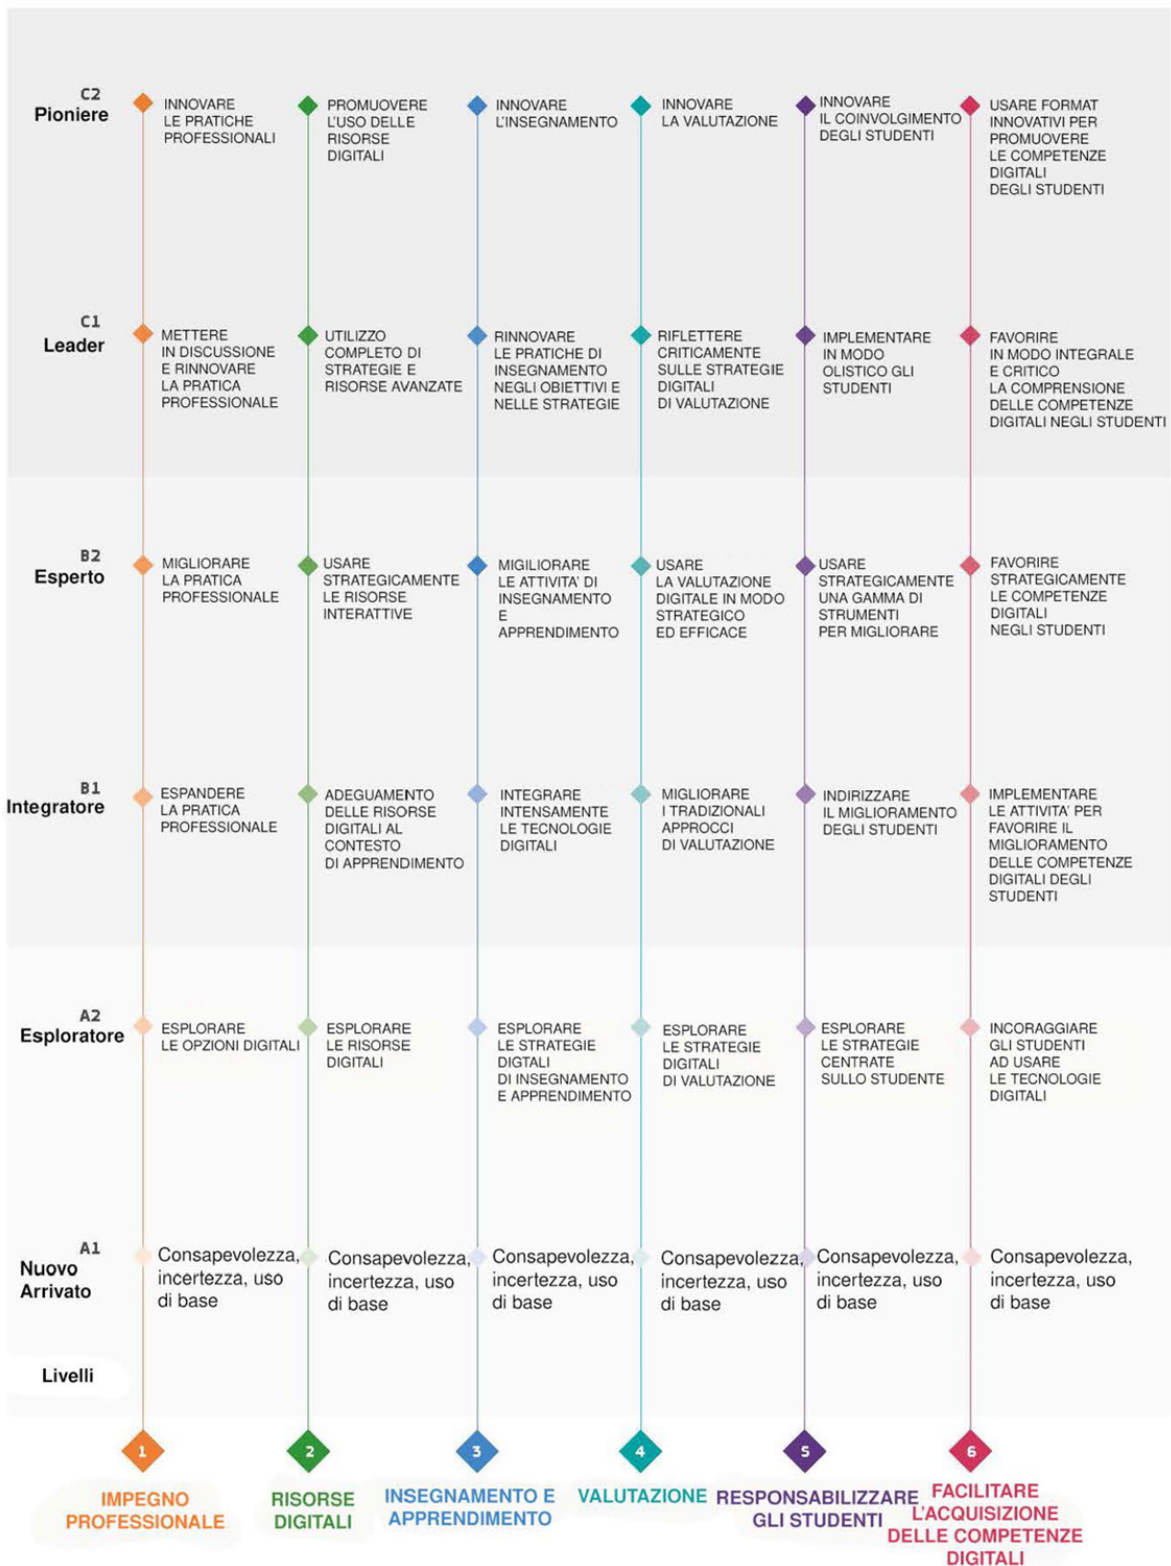 C2
Pioniere
INNOVARE
LE PRATICHE
PROFESSIONALI
PROMUOVERE
L'USO DELLE
RISORSE
DIGITALI
INNOVARE
L'INSEGNAMENTO
INNOVARE
LA VALUTAZIONE
INNOVARE
IL COINVOLGIMENTO
DEGLI STUDENTI
USARE FORMAT
INNOVATIVI PER
PROMUOVERE
LE COMPETENZE
DIGITALI
DEGLI STUDENTI
C1
Leader
METTERE
IN DISCUSSIONE
E RINNOVARE
LA PRATICA
PROFESSIONALE
UTILIZZO
COMPLETO DI
STRATEGIE E
RISORSE AVANZATE
RINNOVARE
LE PRATICHE DI
INSEGNAMENTO
NEGLI OBIETTIVI E
NELLE STRATEGIE
RIFLETTERE
CRITICAMENTE
SULLE STRATEGIE
DIGITALI
DI VALUTAZIONE
IMPLEMENTARE
IN MODO
OLISTICO GLI
STUDENTI
FAVORIRE
IN MODO INTEGRALE
E CRITICO
LA COMPRENSIONE
DELLE COMPETENZE
DIGITALI NEGLI STUDENTI
B2
Esperto
MIGLIORARE
LA PRATICA
PROFESSIONALE
USARE
STRATEGICAMENTE
LE RISORSE
INTERATTIVE
MIGILIORARE
LE ATTIVITA' DI
INSEGNAMENTO
E
APPRENDIMENTO
USARE
LA VALUTAZIONE
DIGITALE IN MODO
STRATEGICO
ED EFFICACE
USARE
STRATEGICAMENTE
UNA GAMMA DI
STRUMENTI
PER MIGLIORARE
FAVORIRE
STRATEGICAMENTE
LE COMPETENZE
DIGITALI
NEGLI STUDENTI
B1
Integratore
ESPANDERE
LA PRATICA
PROFESSIONALE
ADEGUAMENTO
DELLE RISORSE
DIGITALI AL
CONTESTO
DI APPRENDIMENTO
INTEGRARE
INTENSAMENTE
LE TECNOLOGIE
DIGITALI
MIGLIORARE
I TRADIZIONALI
APPROCCI
DI VALUTAZIONE
INDIRIZZARE
IL MIGLIORAMENTO
DEGLI STUDENTI
IMPLEMENTARE
LE ATTIVITA' PER
FAVORIRE IL
MIGLIORAMENTO
DELLE COMPETENZE
DIGITALI DEGLI
STUDENTI
A2
Esploratore
ESPLORARE
LE OPZIONI DIGITALI
ESPLORARE
LE RISORSE
DIGITALI
ESPLORARE
LE STRATEGIE
DIGTALI
DI INSEGNAMENTO
E APPRENDIMENTO
ESPLORARE
LE STRATEGIE
DIGITALI
DI VALUTAZIONE
ESPLORARE
LE STRATEGIE
CENTRATE
SULLO STUDENTE
INCORAGGIARE
GLI STUDENTI
AD USARE
LE TECNOLOGIE
DIGITALI
A1
Nuovo
Arrivato
Consapevolezza,
incertezza, uso
di base
Consapevolezza,
incertezza, uso
di base
Consapevolezza,
incertezza, uso
di base
Consapevolezza,
incertezza, uso
di base
Consapevolezza,
incertezza, uso
di base
Consapevolezza,
incertezza, uso
di base
Livelli
1
IMPEGNO
PROFESSIONALE
2
RISORSE
DIGITALI
3
INSEGNAMENTO E
APPRENDIMENTO
4
VALUTAZIONE
5
RESPONSABILIZZARE
GLI STUDENTI
6
FACILITARE
L'ACQUISIZIONE
DELLE COMPETENZE
DIGITALI